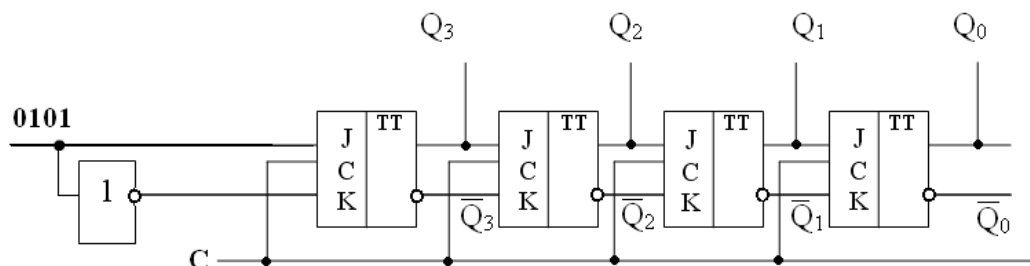 Q₃ Q₂ Q₁ Q₀
0101
TT TT TT TT
J J J J
C C C C
1
K K K K
Q̅₃ Q̅₂ Q̅₁ Q̅₀
C